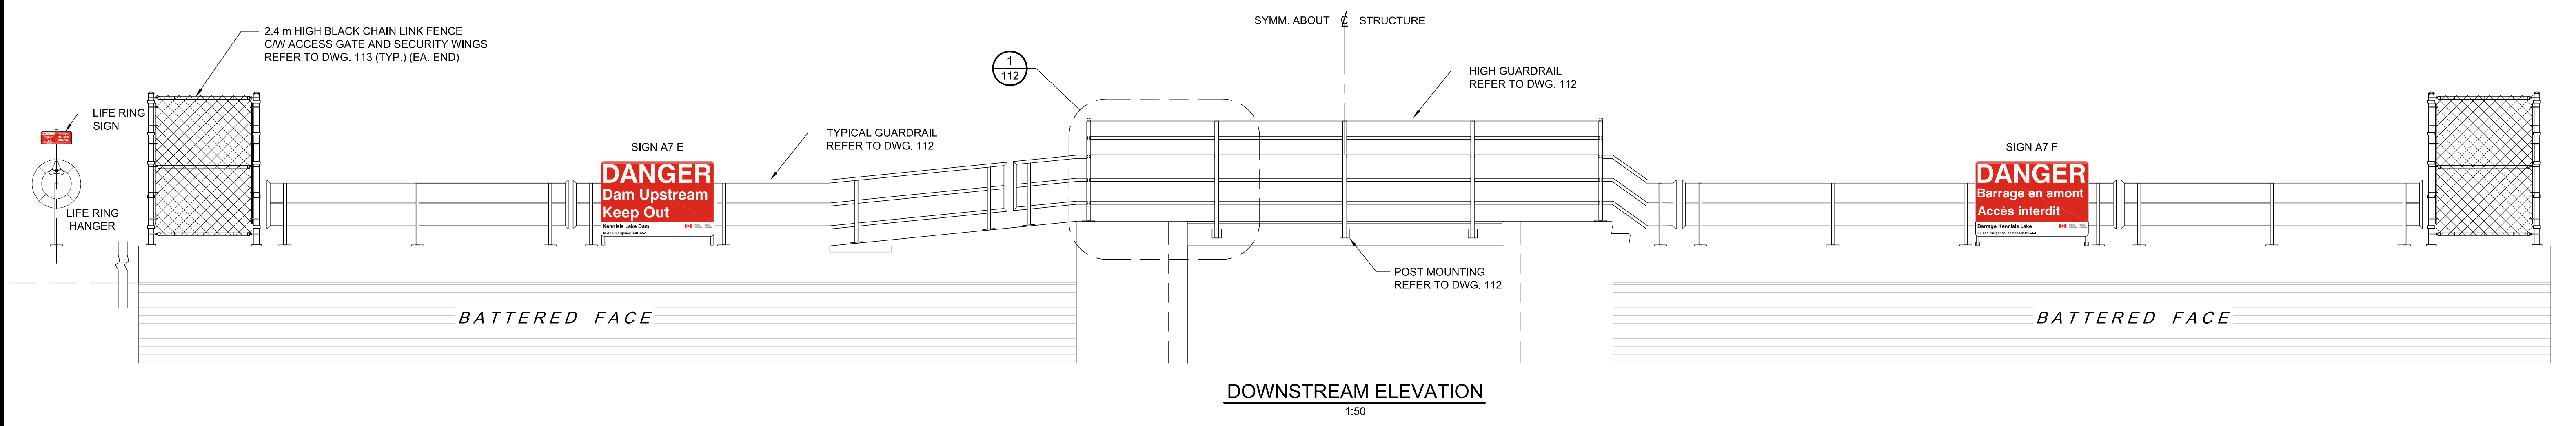 SYMM. ABOUT ℄ STRUCTURE
2.4 m HIGH BLACK CHAIN LINK FENCE
C/W ACCESS GATE AND SECURITY WINGS
REFER TO DWG. 113 (TYP.) (EA. END)
1
112
HIGH GUARDRAIL
REFER TO DWG. 112
LIFE RING
SIGN
TYPICAL GUARDRAIL
REFER TO DWG. 112
SIGN A7 E
DANGER
Dam Upstream
Keep Out
Kennisis Lake Dam
SIGN A7 F
DANGER
Barrage en amont
Accès interdit
Barrage Kennisis Lake
LIFE RING
HANGER
POST MOUNTING
REFER TO DWG. 112
BATTERED FACE
BATTERED FACE
DOWNSTREAM ELEVATION
1:50